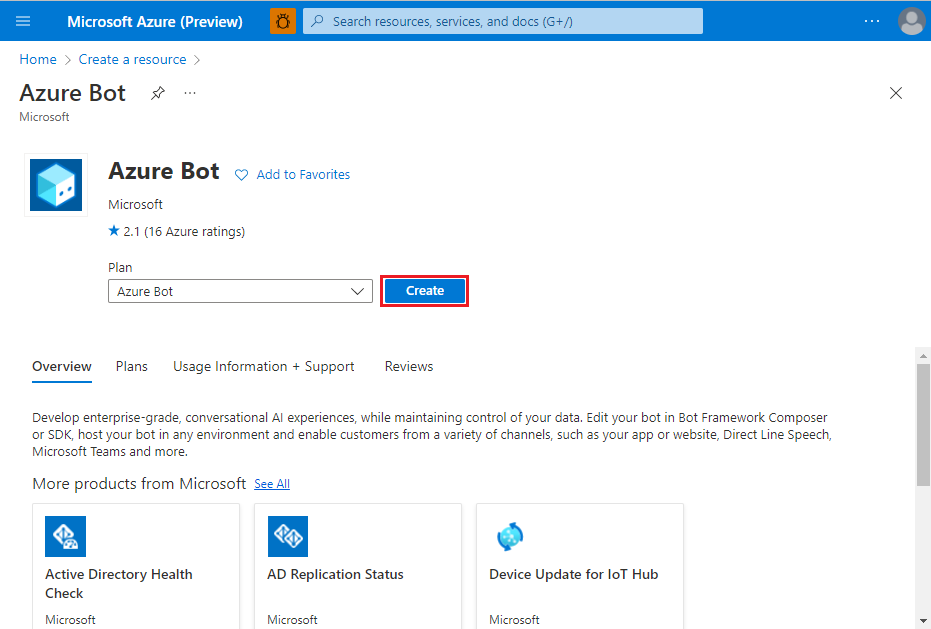 Microsoft Azure (Preview)
Search resources, services, and docs (G+/)
Home > Create a resource >
Azure Bot
Microsoft
Azure Bot
Add to Favorites
Microsoft
★ 2.1 (16 Azure ratings)
Plan
Azure Bot
Create
Overview Plans Usage Information + Support Reviews
Develop enterprise-grade, conversational AI experiences, while maintaining control of your data. Edit your bot in Bot Framework Composer
or SDK, host your bot in any environment and enable customers from a variety of channels, such as your app or website, Direct Line Speech,
Microsoft Teams and more.
More products from Microsoft See All
Active Directory Health
Check
Microsoft
AD Replication Status
Microsoft
Device Update for IoT Hub
Microsoft